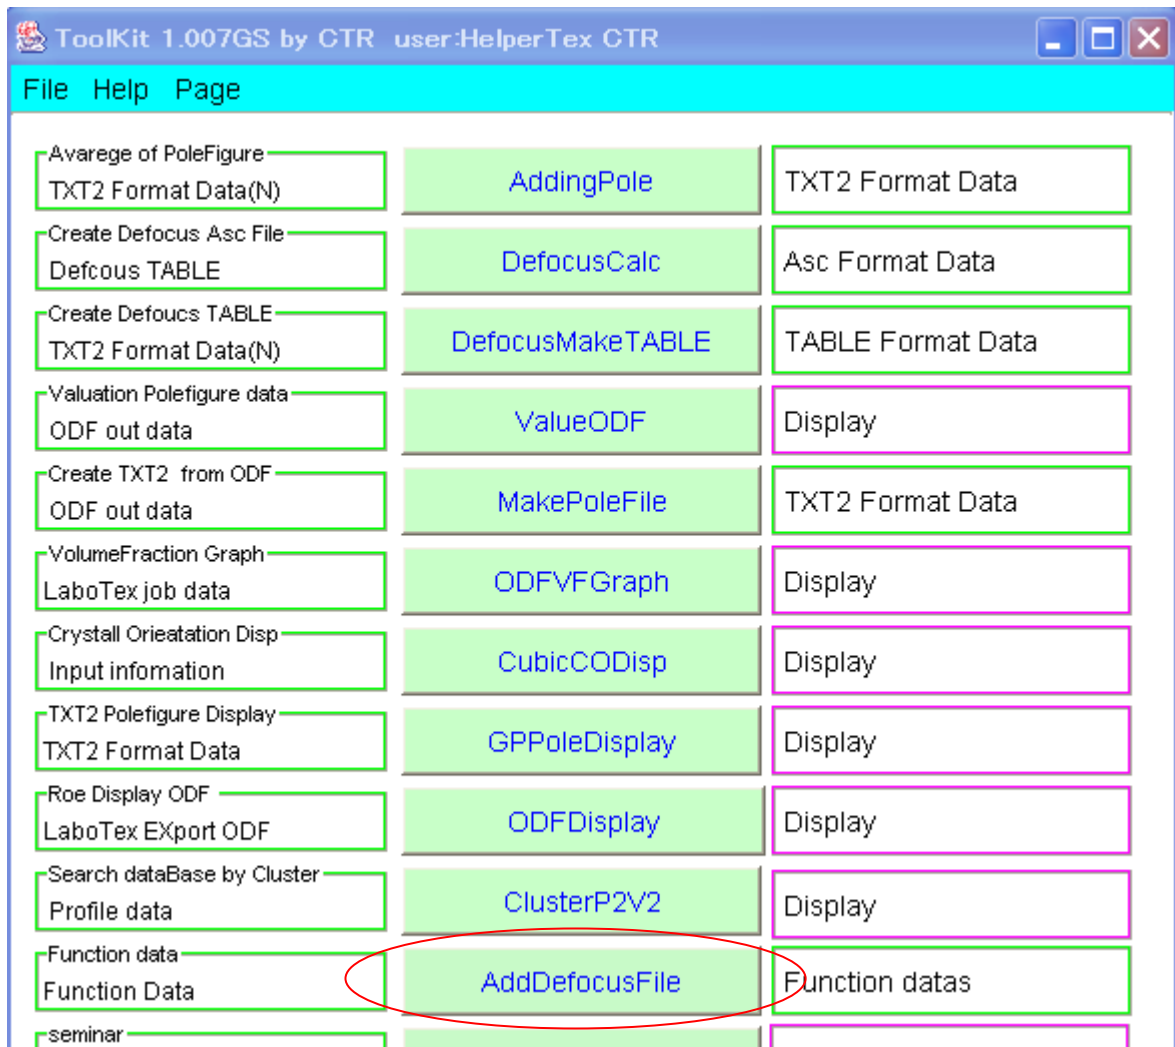 ToolKit 1.007GS by CTR user:HelperTex CTR
File Help Page
Avarege of PoleFigure
TXT2 Format Data(N)
AddingPole
TXT2 Format Data
Create Defocus Asc File
Defcous TABLE
DefocusCalc
Asc Format Data
Create Defoucs TABLE
TXT2 Format Data(N)
DefocusMakeTABLE
TABLE Format Data
Valuation Polefigure data
ODF out data
ValueODF
Display
Create TXT2 from ODF
ODF out data
MakePoleFile
TXT2 Format Data
VolumeFraction Graph
LaboTex job data
ODFVFGraph
Display
Crystall Orieatation Disp
Input infomation
CubicCODisp
Display
TXT2 Polefigure Display
TXT2 Format Data
GPPoleDisplay
Display
Roe Display ODF
LaboTex EXport ODF
ODFDisplay
Display
Search dataBase by Cluster
Profile data
ClusterP2V2
Display
Function data
Function Data
AddDefocusFile
Function datas
seminar